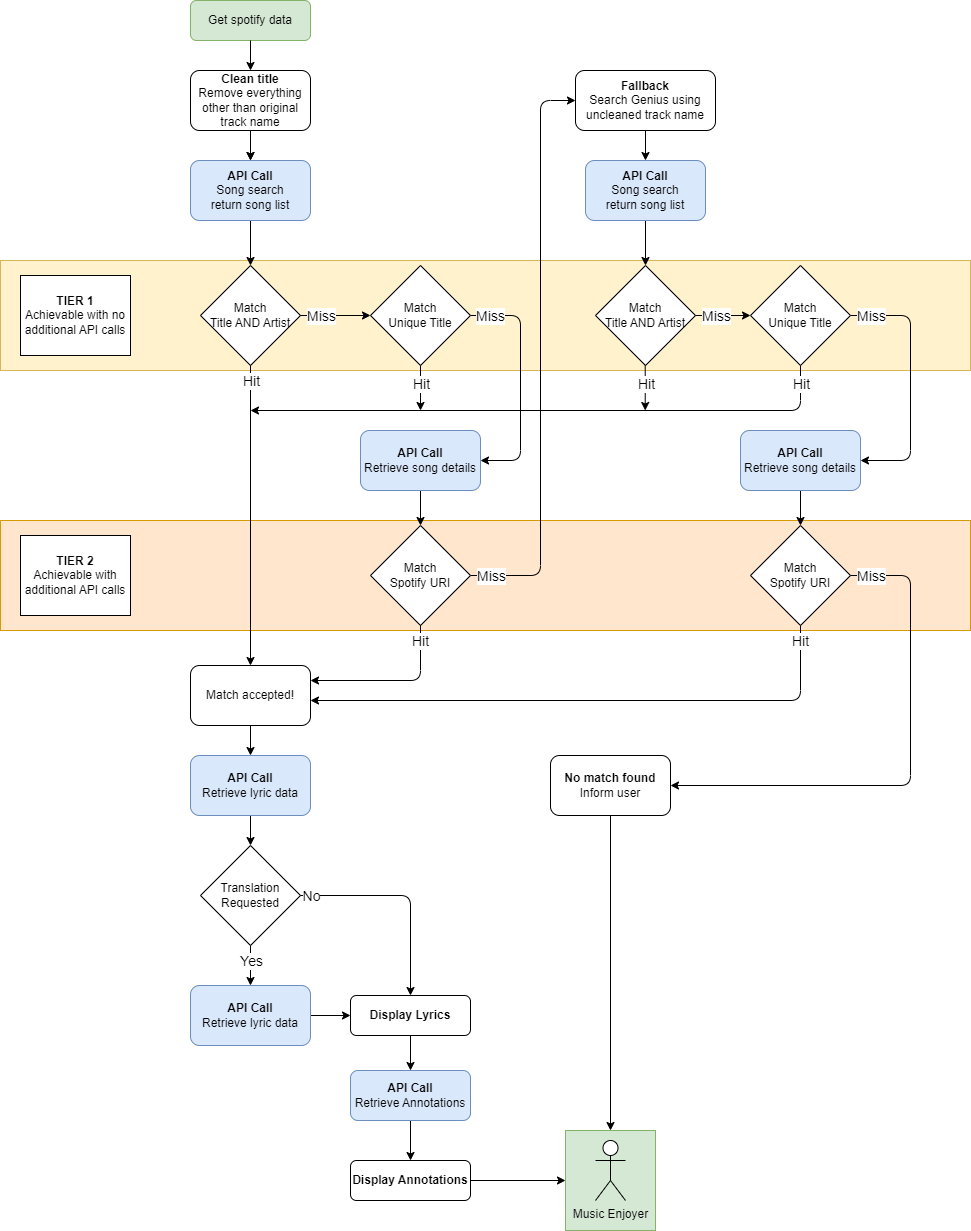 Get spotify data
Clean title
Remove everything
other than original
track name
Fallback
Search Genius using
uncleaned track name
API Call
Song search
return song list
API Call
Song search
return song list
TIER 1
Achievable with no
additional API calls
Match
Title AND Artist
Miss
Match
Unique Title
Miss
Match
Title AND Artist
Miss
Match
Unique Title
Miss
Hit
Hit
Hit
Hit
API Call
Retrieve song details
API Call
Retrieve song details
TIER 2
Achievable with
additional API calls
Match
Spotify URI
Miss
Match
Spotify URI
Miss
Hit
Hit
Match accepted!
API Call
Retrieve lyric data
No match found
Inform user
Translation
Requested
No
Yes
API Call
Retrieve lyric data
Display Lyrics
API Call
Retrieve Annotations
Display Annotations
Music Enjoyer